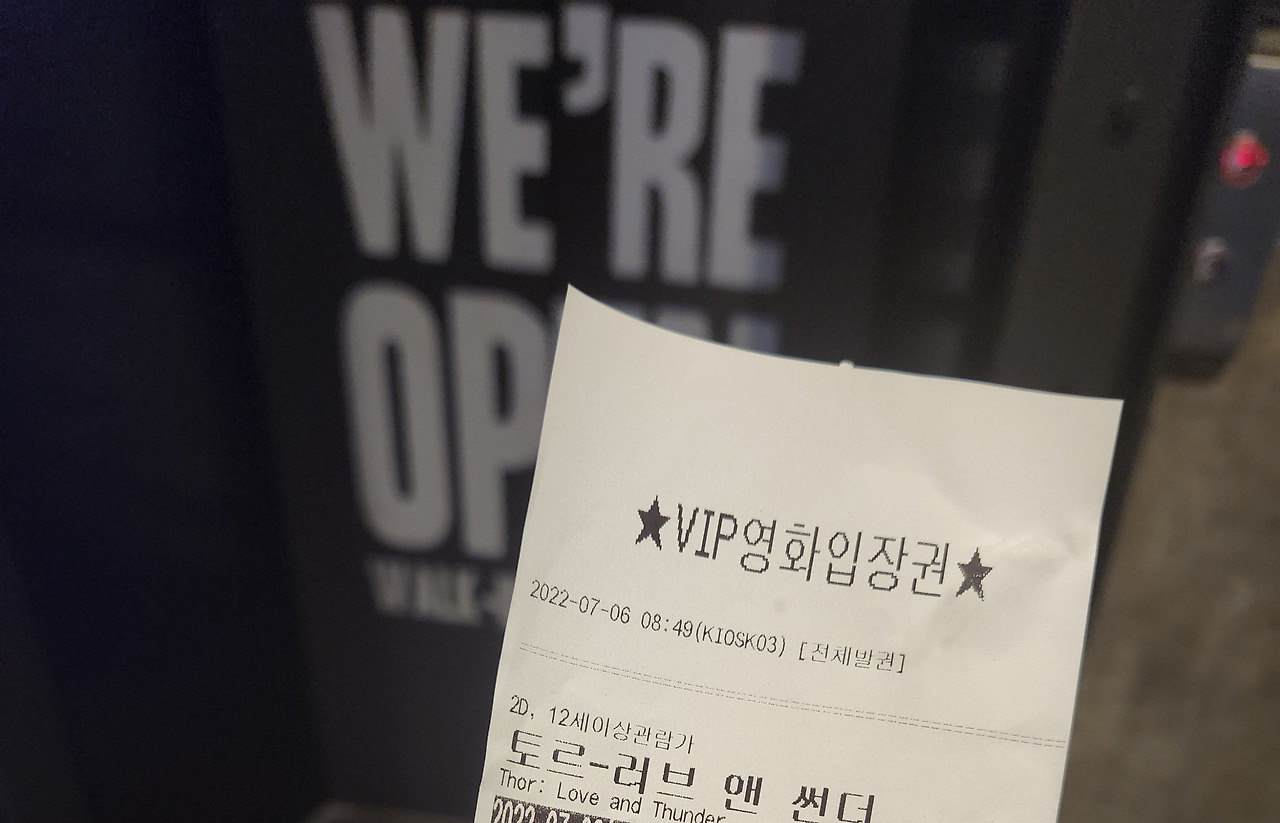 WE'RE
OP
WALK-
★VIP영화입장권★
2022-07-06 08:49(KIOSK03) [전체발권]
2D, 12세이상관람가
토르-러브 앤 썬더
Thor: Love and Thunder